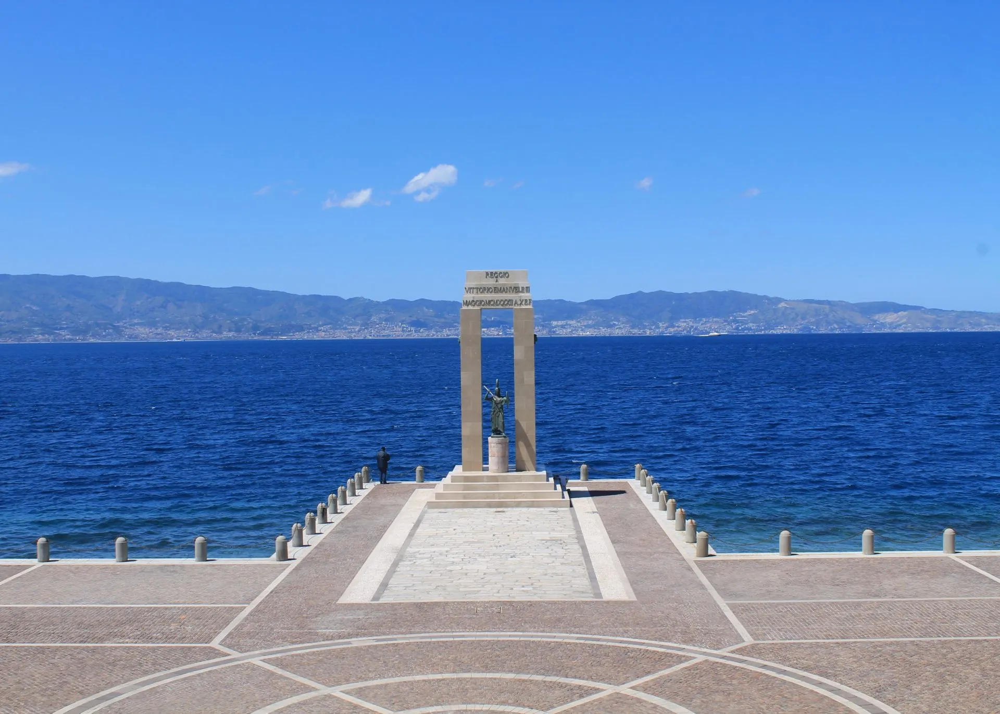 REGGIO
A
VITTORIO EMANVELE III
MAGGIO MCMXXXII A. X E.F.